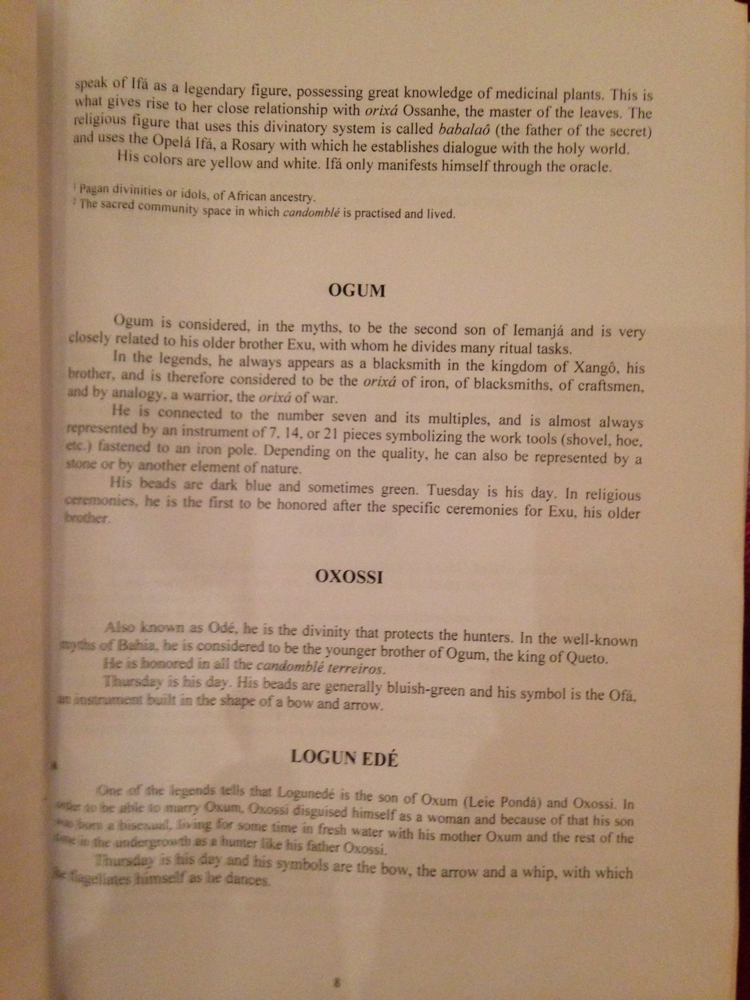 speak of Ifá as a legendary figure, possessing great knowledge of medicinal plants. This is
what gives rise to her close relationship with orixá Ossanhe, the master of the leaves. The
religious figure that uses this divinatory system is called babalaô (the father of the secret)
and uses the Opelá Ifá, a Rosary with which he establishes dialogue with the holy world.
His colors are yellow and white. Ifá only manifests himself through the oracle.
¹ Pagan divinities or idols, of African ancestry.
² The sacred community space in which candomblé is practised and lived.
OGUM
Ogum is considered, in the myths, to be the second son of Iemanjá and is very
closely related to his older brother Exu, with whom he divides many ritual tasks.
In the legends, he always appears as a blacksmith in the kingdom of Xangô, his
brother, and is therefore considered to be the orixá of iron, of blacksmiths, of craftsmen,
and by analogy, a warrior, the orixá of war.
He is connected to the number seven and its multiples, and is almost always
represented by an instrument of 7, 14, or 21 pieces symbolizing the work tools (shovel, hoe,
etc.) fastened to an iron pole. Depending on the quality, he can also be represented by a
stone or by another element of nature.
His beads are dark blue and sometimes green. Tuesday is his day. In religious
ceremonies, he is the first to be honored after the specific ceremonies for Exu, his older
brother.
OXOSSI
Also known as Odé, he is the divinity that protects the hunters. In the well-known
myths of Bahia, he is considered to be the younger brother of Ogum, the king of Queto.
He is honored in all the candomblé terreiros.
Thursday is his day. His beads are generally bluish-green and his symbol is the Ofá,
an instrument built in the shape of a bow and arrow.
LOGUN EDÉ
One of the legends tells that Logunedé is the son of Oxum (Leie Pondá) and Oxossi. In
order to be able to marry Oxum, Oxossi disguised himself as a woman and because of that his son
was born a bisexual, living for some time in fresh water with his mother Oxum and the rest of the
time in the undergrowth as a hunter like his father Oxossi.
Thursday is his day and his symbols are the bow, the arrow and a whip, with which
he flagellates himself as he dances.
8